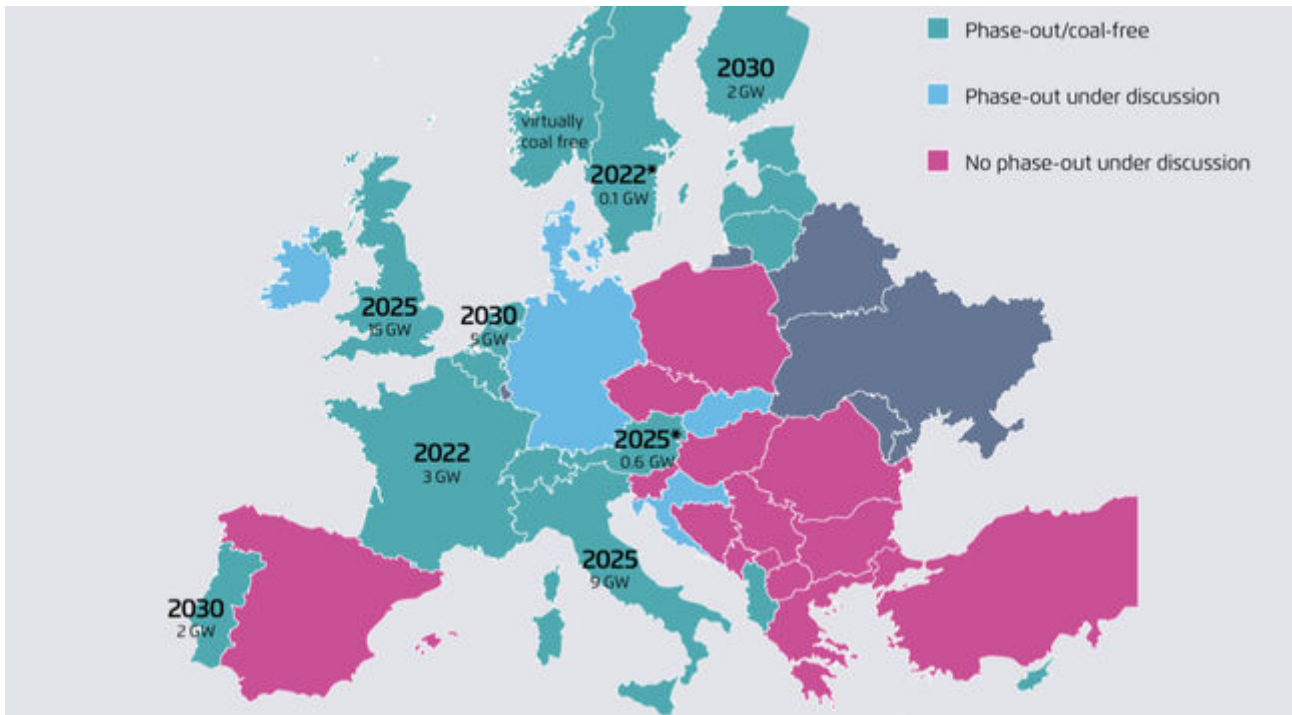 Phase-out/coal-free
Phase-out under discussion
No phase-out under discussion
2030
2 GW
virtually
coal free
2022*
0.1 GW
2025
15 GW
2030
5 GW
2022
3 GW
2025*
0.6 GW
2025
9 GW
2030
2 GW